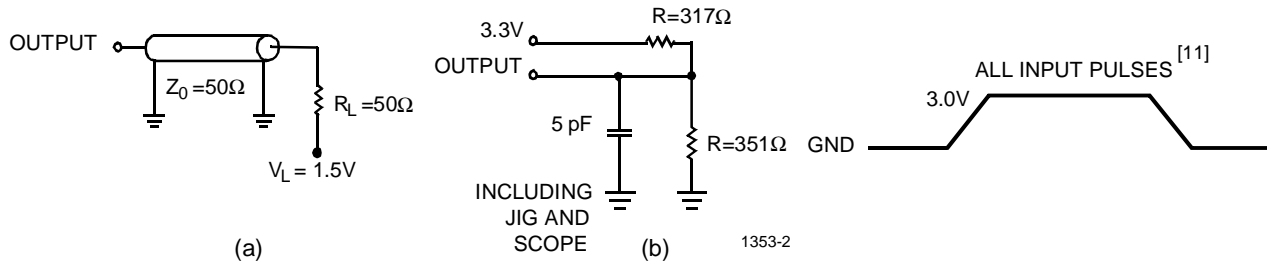 OUTPUT
Z0 =50Ω
RL =50Ω
VL = 1.5V
(a)
R=317Ω
3.3V
OUTPUT
5 pF
R=351Ω
INCLUDING
JIG AND
SCOPE
(b)
1353-2
ALL INPUT PULSES [11]
3.0V
GND